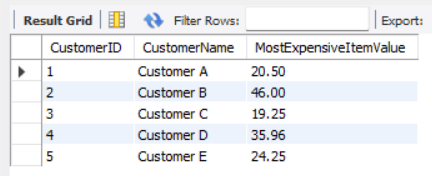 Result Grid Filter Rows: Export:
CustomerID CustomerName MostExpensiveItemValue
1 Customer A 20.50
2 Customer B 46.00
3 Customer C 19.25
4 Customer D 35.96
5 Customer E 24.25